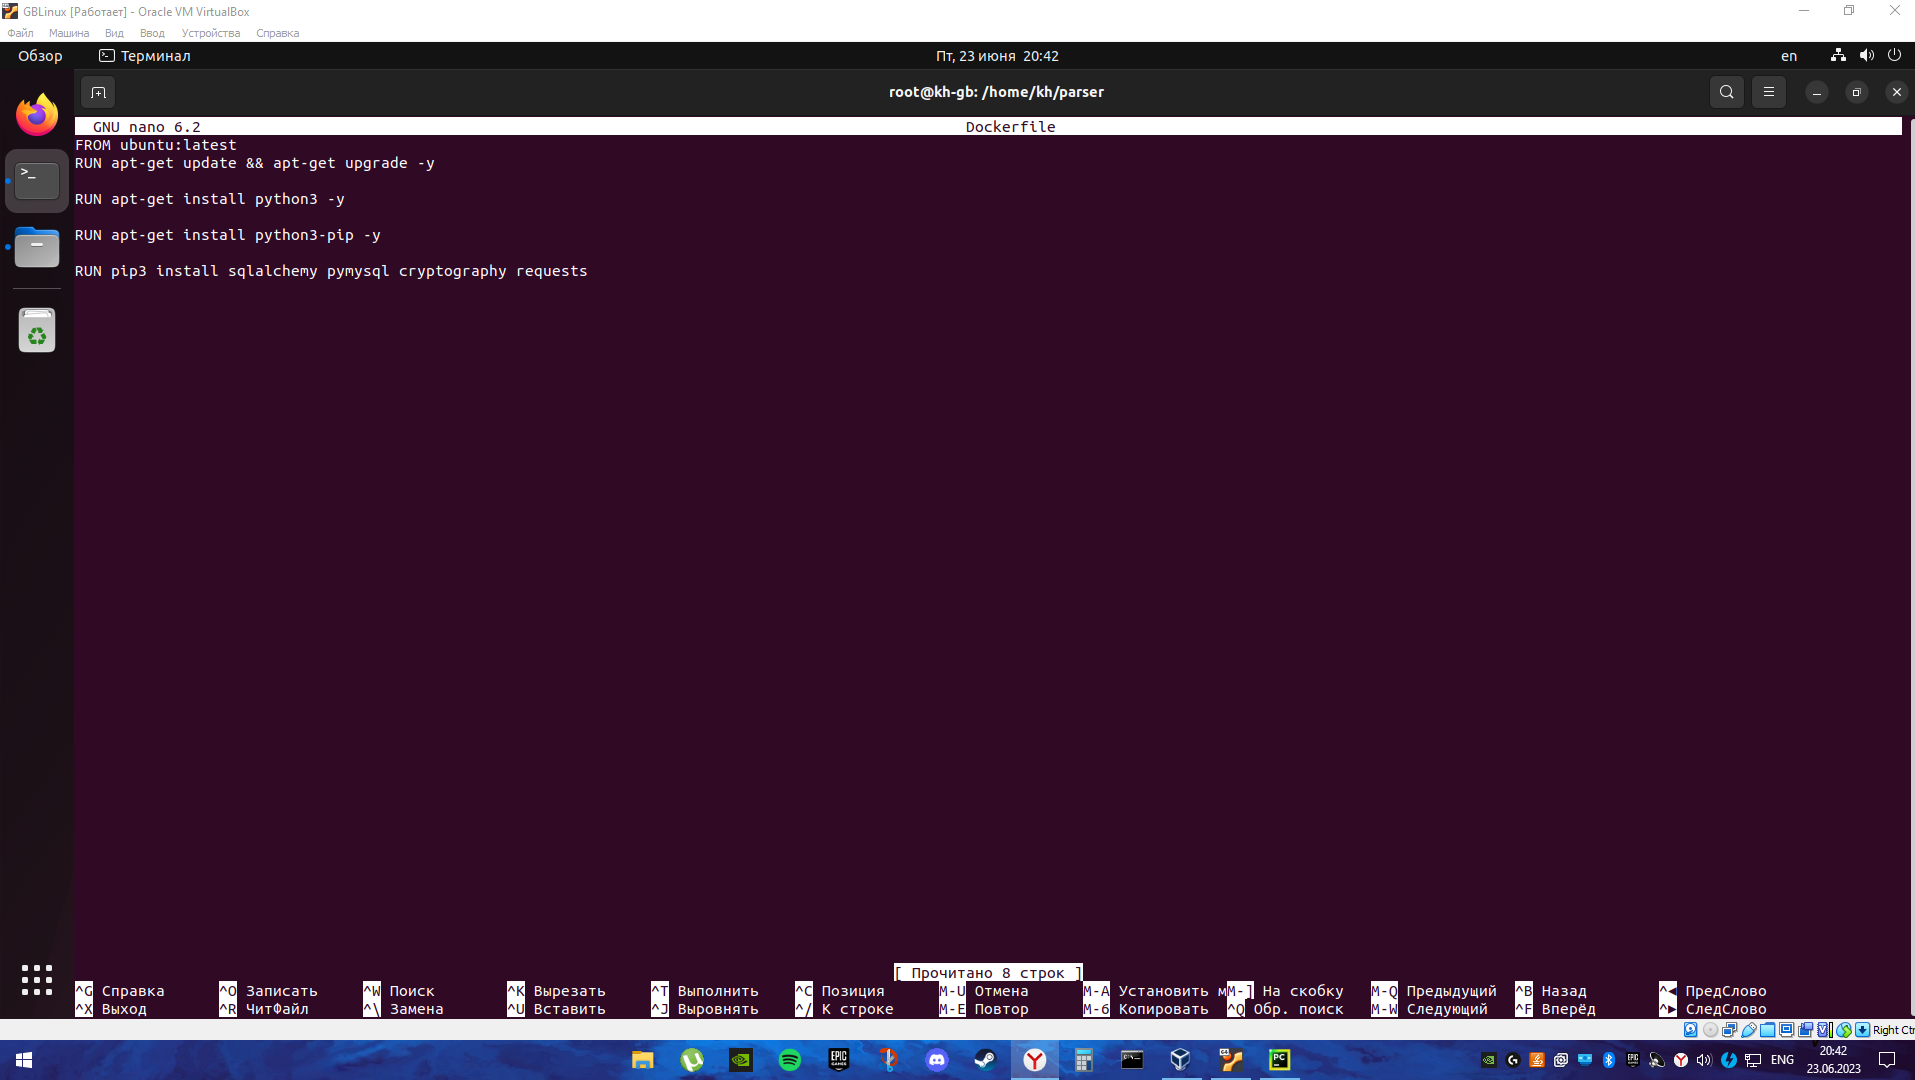 GBLinux [Работает] - Oracle VM VirtualBox
Файл Машина Вид Ввод Устройства Справка
Обзор Терминал Пт, 23 июня 20:42 en
root@kh-gb: /home/kh/parser
GNU nano 6.2 Dockerfile
FROM ubuntu:latest
RUN apt-get update && apt-get upgrade -y
RUN apt-get install python3 -y
RUN apt-get install python3-pip -y
RUN pip3 install sqlalchemy pymysql cryptography requests
[ Прочитано 8 строк ]
^G Справка ^O Записать ^W Поиск ^K Вырезать ^T Выполнить ^C Позиция M-U Отмена M-A Установить мM-] На скобку M-Q Предыдущий ^B Назад ^◀ ПредСлово
^X Выход ^R ЧитФайл ^\ Замена ^U Вставить ^J Выровнять ^/ К строке M-E Повтор M-6 Копировать ^Q Обр. поиск M-W Следующий ^F Вперёд ^▶ СледСлово
Right Ctr
EPIC GAMES
PC
ENG
20:42
23.06.2023